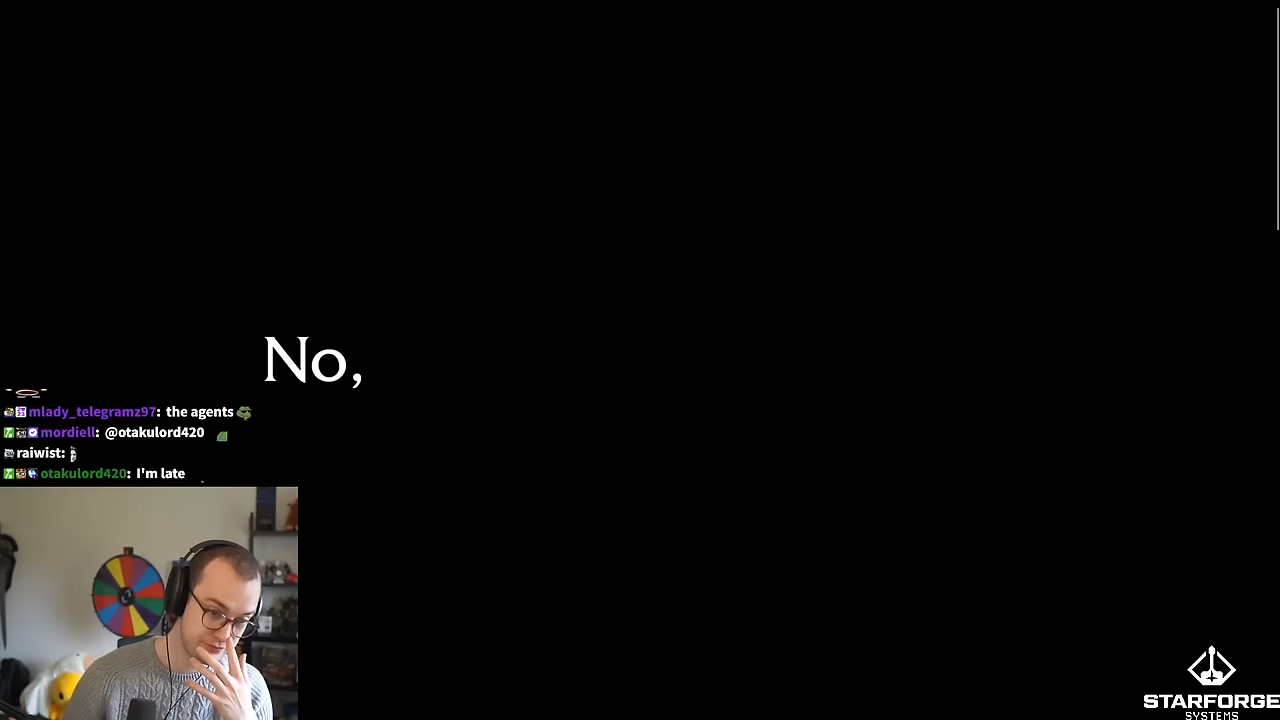 No,
mlady_telegramz97: the agents
mordiell: @otakulord420
raiwist:
otakulord420: I'm late
STARFORGE
SYSTEMS